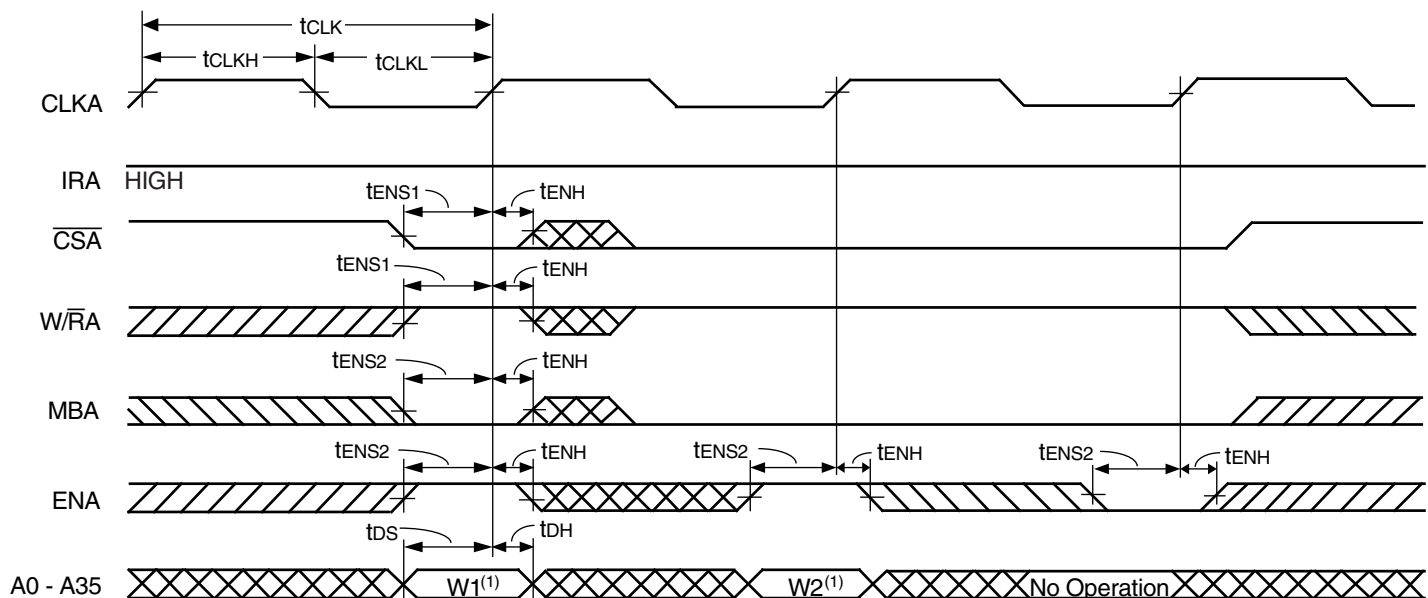 tCLK
tCLKH tCLKL
CLKA
IRA HIGH
tENS1 tENH
CSA
tENS1 tENH
W/RA
tENS2 tENH
MBA
tENS2 tENH tENS2 tENH tENS2 tENH
ENA
tDS tDH
A0 - A35 W1(1) W2(1) No Operation